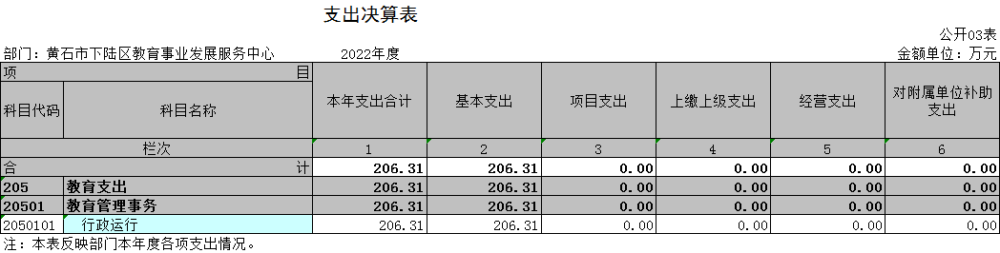 支出决算表
公开03表
部门：黄石市下陆区教育事业发展服务中心 2022年度 金额单位：万元
项 目 本年支出合计 基本支出 项目支出 上缴上级支出 经营支出 对附属单位补助支出
科目代码 科目名称
栏次 1 2 3 4 5 6
合 计 206.31 206.31 0.00 0.00 0.00 0.00
205 教育支出 206.31 206.31 0.00 0.00 0.00 0.00
20501 教育管理事务 206.31 206.31 0.00 0.00 0.00 0.00
2050101 行政运行 206.31 206.31 0.00 0.00 0.00 0.00
注：本表反映部门本年度各项支出情况。